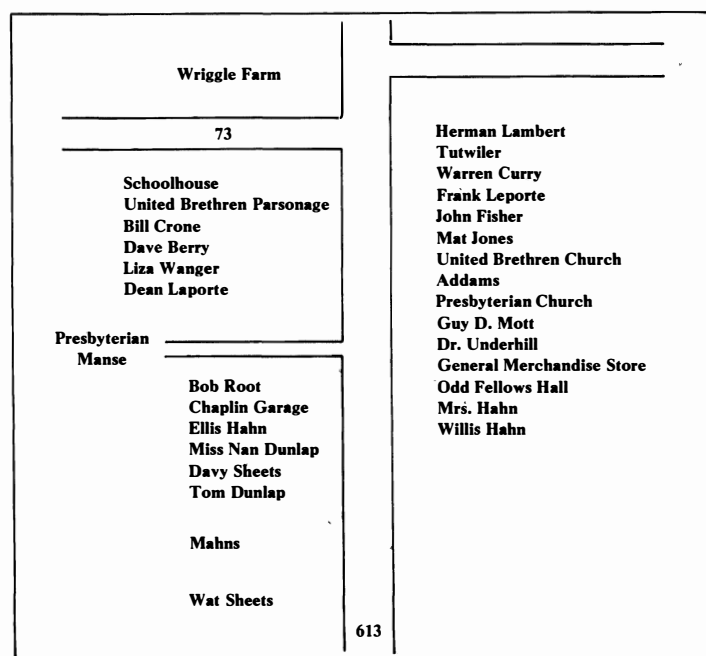 Wriggle Farm
73
Schoolhouse
United Brethren Parsonage
Bill Crone
Dave Berry
Liza Wanger
Dean Laporte
Presbyterian
Manse
Bob Root
Chaplin Garage
Ellis Hahn
Miss Nan Dunlap
Davy Sheets
Tom Dunlap
Mahns
Wat Sheets
613
Herman Lambert
Tutwiler
Warren Curry
Frank Leporte
John Fisher
Mat Jones
United Brethren Church
Addams
Presbyterian Church
Guy D. Mott
Dr. Underhill
General Merchandise Store
Odd Fellows Hall
Mrs. Hahn
Willis Hahn